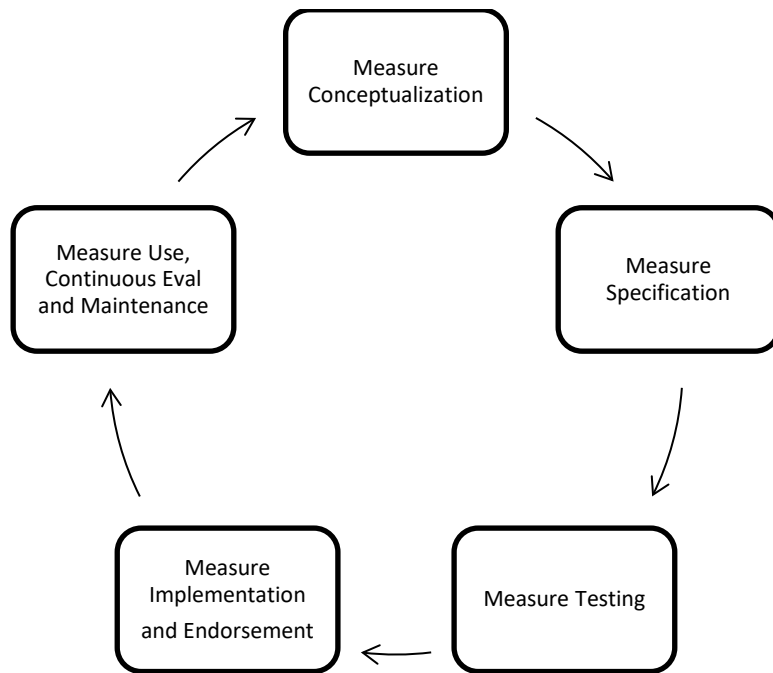 Measure
Conceptualization
Measure
Specification
Measure Testing
Measure
Implementation
and Endorsement
Measure Use,
Continuous Eval
and Maintenance